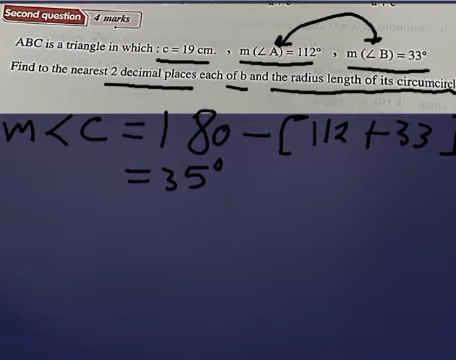 Second question 4 marks
ABC is a triangle in which : c = 19 cm. , m (∠ A) = 112° , m (∠ B) = 33°
Find to the nearest 2 decimal places each of b and the radius length of its
m < C = 180 - [112 + 33]
= 35°